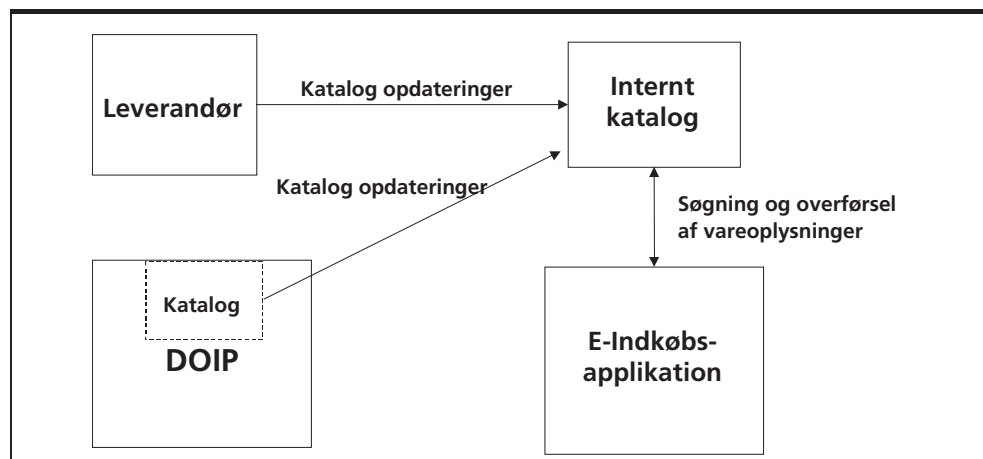 Leverandør
Katalog opdateringer
Internt
katalog
Katalog opdateringer
Søgning og overførsel
af vareoplysninger
Katalog
DOIP
E-Indkøbs-
applikation